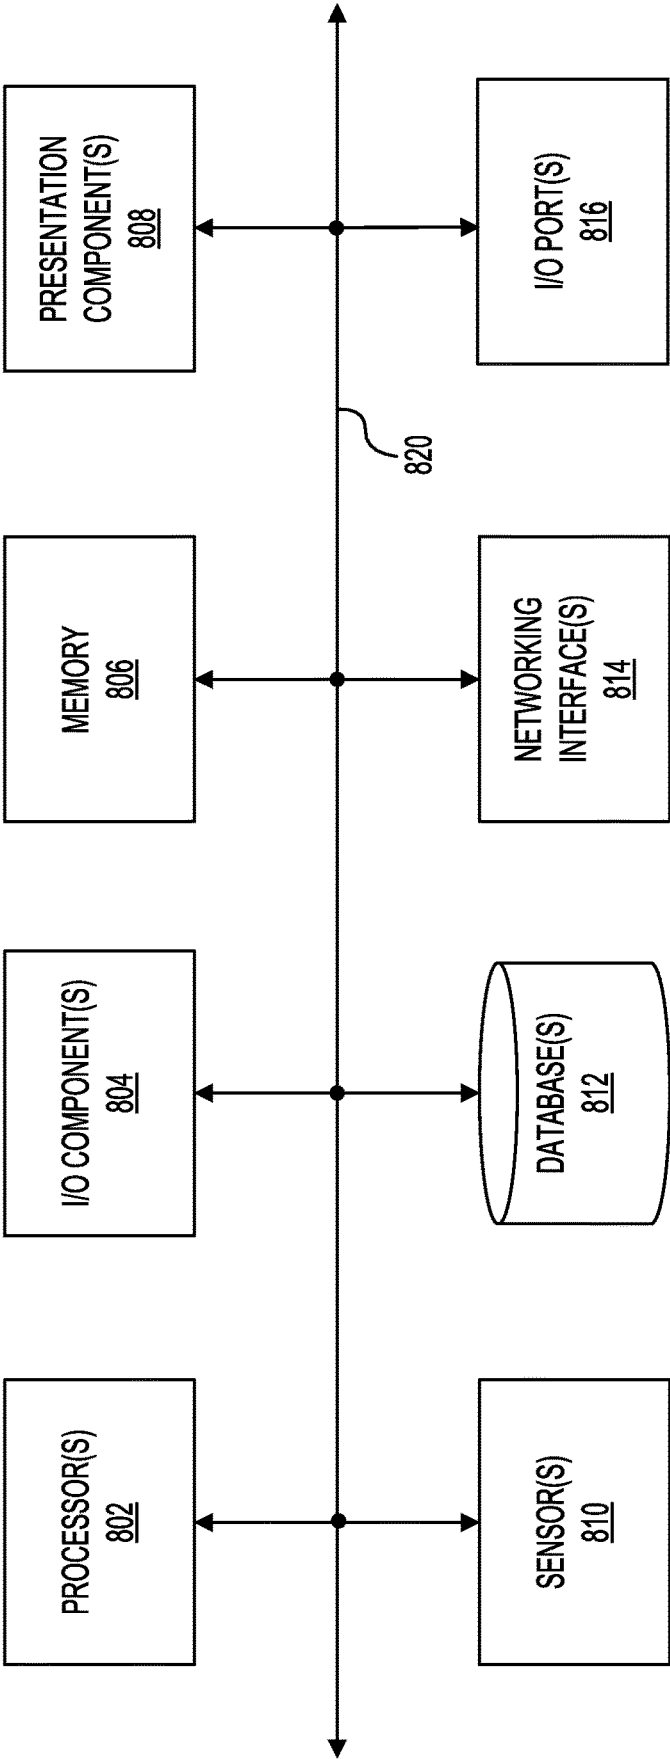 PROCESSOR(S)
802
I/O COMPONENT(S)
804
MEMORY
806
PRESENTATION
COMPONENT(S)
808
820
SENSOR(S)
810
DATABASE(S)
812
NETWORKING
INTERFACE(S)
814
I/O PORT(S)
816